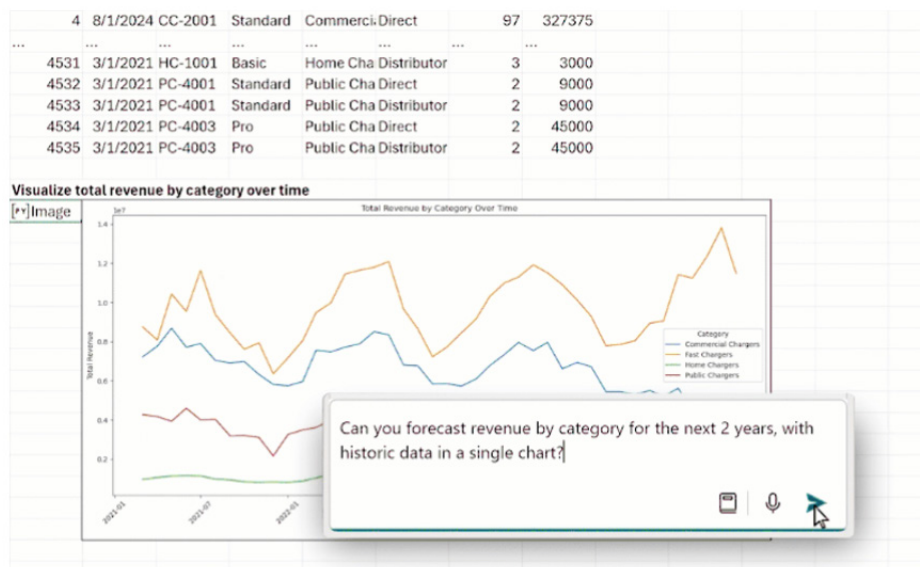 4 8/1/2024 CC-2001 Standard Commerci Direct 97 327375
... ... ... ... ... ... ... ...
4531 3/1/2021 HC-1001 Basic Home Cha Distributor 3 3000
4532 3/1/2021 PC-4001 Standard Public Cha Direct 2 9000
4533 3/1/2021 PC-4001 Standard Public Cha Distributor 2 9000
4534 3/1/2021 PC-4003 Pro Public Cha Direct 2 45000
4535 3/1/2021 PC-4003 Pro Public Cha Distributor 2 45000
Visualize total revenue by category over time
[PY] Image
Total Revenue by Category Over Time
1e7
1.4
1.2
1.0
0.8
0.6
0.4
0.2
Total Revenue
2021-01
2021-07
2022-01
Category
Commercial Chargers
Fast Chargers
Home Chargers
Public Chargers
Can you forecast revenue by category for the next 2 years, with
historic data in a single chart?